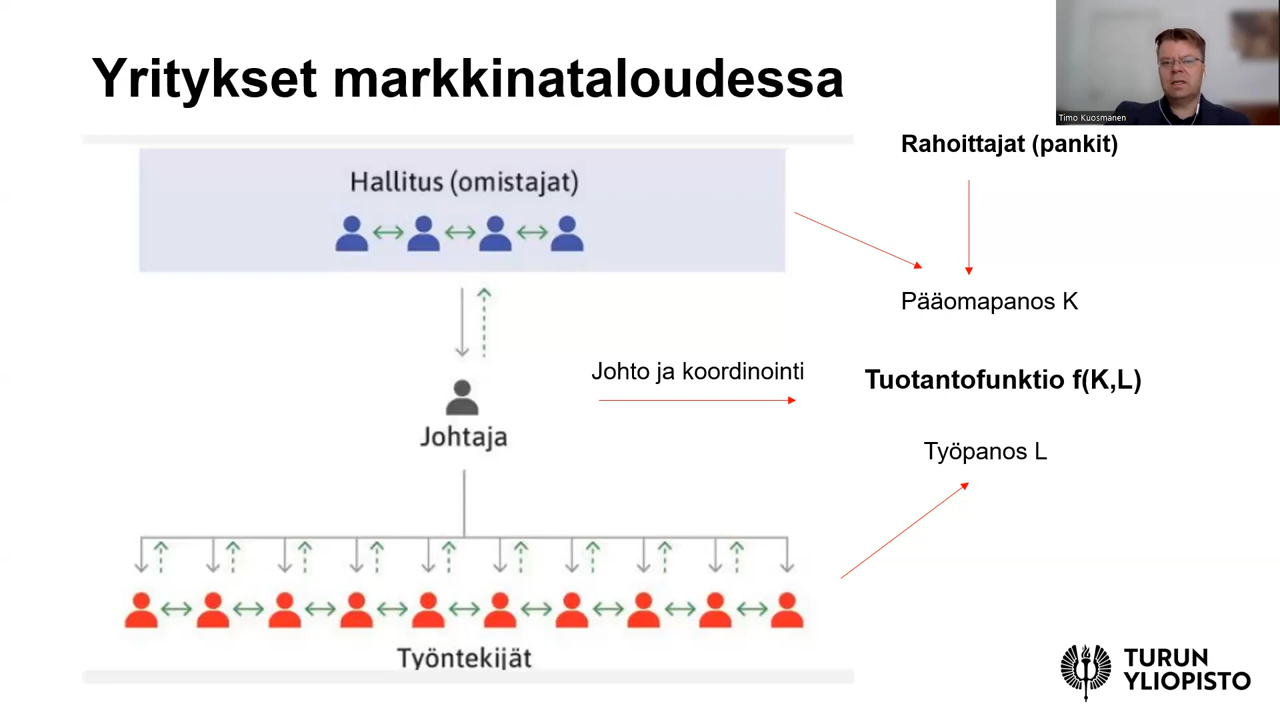 Yritykset markkinataloudessa
Timo Kuosmanen
Rahoittajat (pankit)
Hallitus (omistajat)
Pääomapanos K
Johto ja koordinointi
Tuotantofunktio f(K,L)
Johtaja
Työpanos L
Työntekijät
TURUN
YLIOPISTO